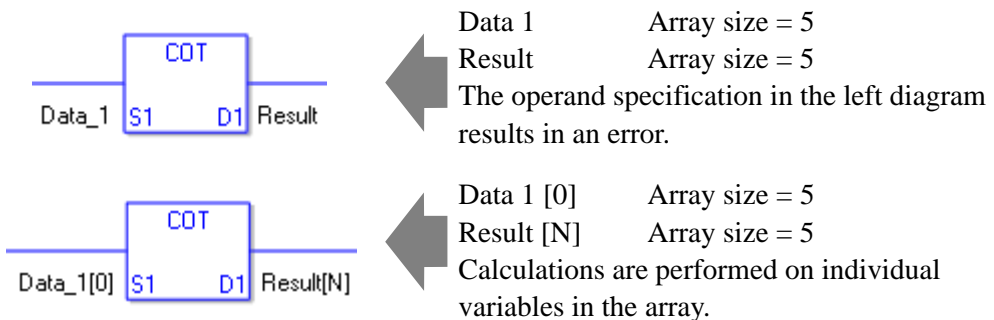 COT
Data_1 S1 D1 Result
Data 1 Array size = 5
Result Array size = 5
The operand specification in the left diagram
results in an error.
COT
Data_1[0] S1 D1 Result[N]
Data 1 [0] Array size = 5
Result [N] Array size = 5
Calculations are performed on individual
variables in the array.